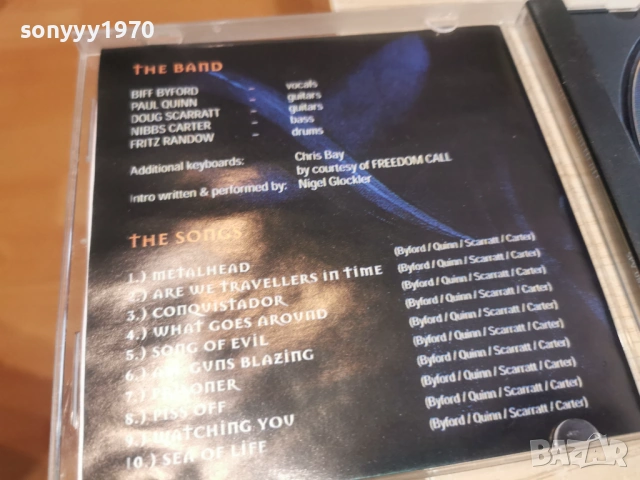 sonyyy1970
THE BAND
BIFF BYFORD - vocals
PAUL QUINN - guitars
DOUG SCARRATT - guitars
NIBBS CARTER - bass
FRITZ RANDOW - drums
Additional keyboards: Chris Bay
by courtesy of FREEDOM CALL
Intro written & performed by: Nigel Glockler
THE SONGS
1.) METALHEAD (Byford / Quinn / Scarratt / Carter)
2.) ARE WE TRAVELLERS IN TIME (Byford / Quinn / Scarratt / Carter)
3.) CONQUISTADOR (Byford / Quinn / Scarratt / Carter)
4.) WHAT GOES AROUND (Byford / Quinn / Scarratt / Carter)
5.) SONG OF EVIL (Byford / Quinn / Scarratt / Carter)
6.) ALL GUNS BLAZING (Byford / Quinn / Scarratt / Carter)
7.) PRISONER (Byford / Quinn / Scarratt / Carter)
8.) PISS OFF (Byford / Quinn / Scarratt / Carter)
9.) WATCHING YOU (Byford / Quinn / Scarratt / Carter)
10.) SEA OF LIFE (Byford / Quinn / Scarratt / Carter)
BAZAR